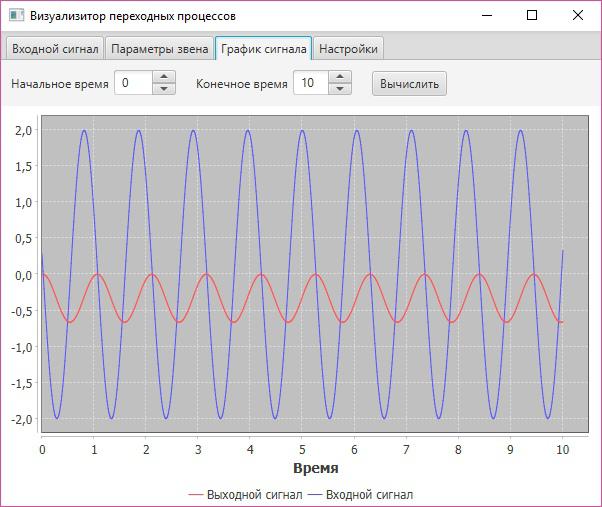 Визуализитор переходных процессов
Входной сигнал Параметры звена График сигнала Настройки
Начальное время 0 Конечное время 10 Вычислить
2,0
1,5
1,0
0,5
0,0
-0,5
-1,0
-1,5
-2,0
0 1 2 3 4 5 6 7 8 9 10
Время
Выходной сигнал Входной сигнал